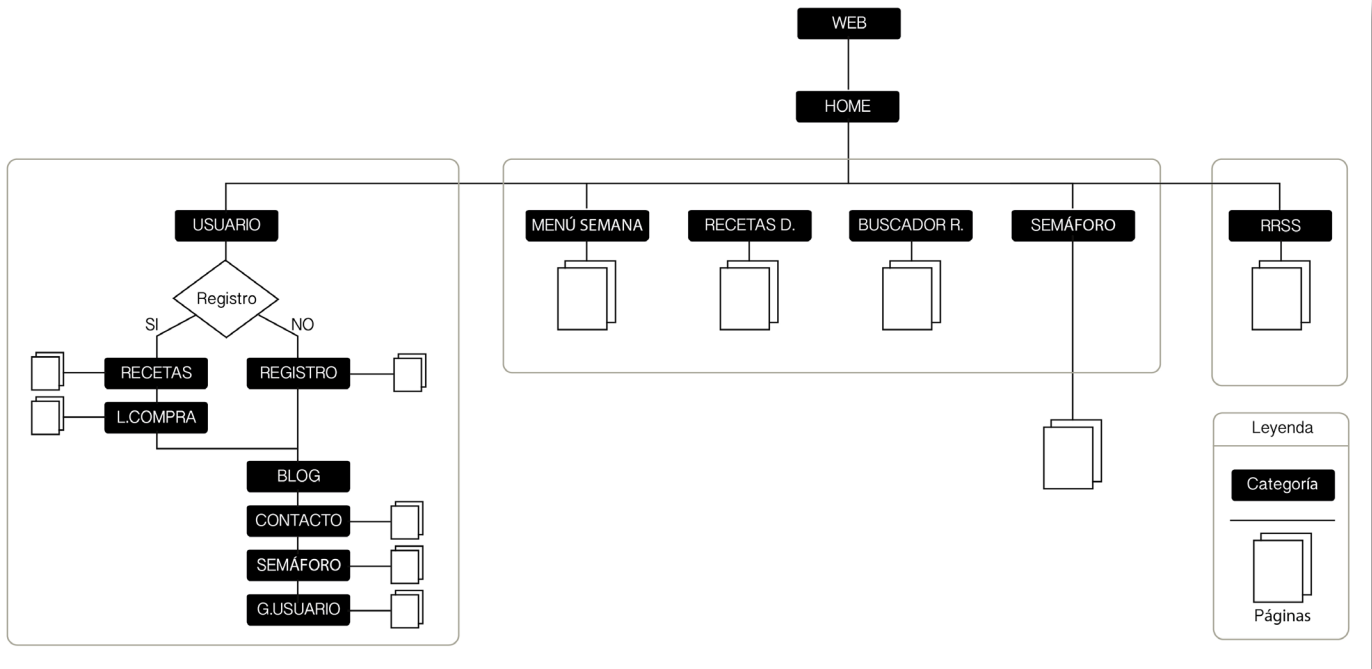 WEB
HOME
USUARIO
MENÚ SEMANA
RECETAS D.
BUSCADOR R.
SEMÁFORO
RRSS
Registro
SI
NO
RECETAS
REGISTRO
L.COMPRA
BLOG
CONTACTO
SEMÁFORO
G.USUARIO
Leyenda
Categoría
Páginas